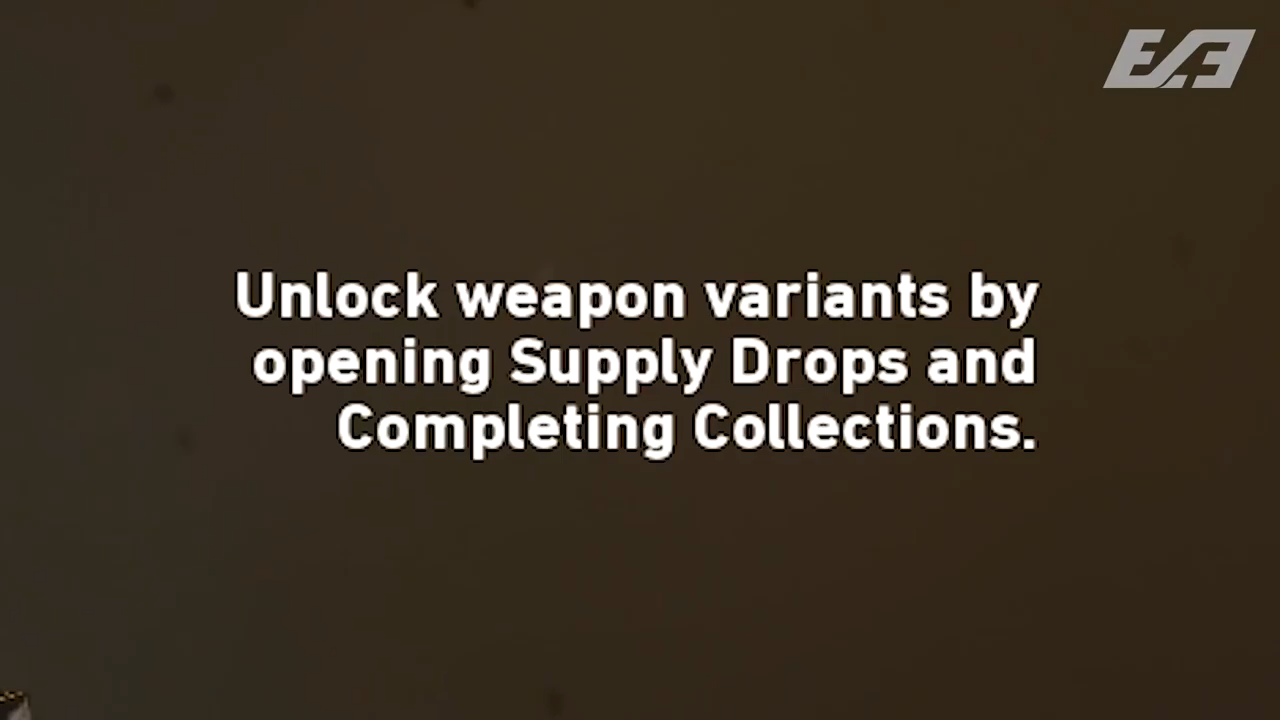 Unlock weapon variants by
opening Supply Drops and
Completing Collections.